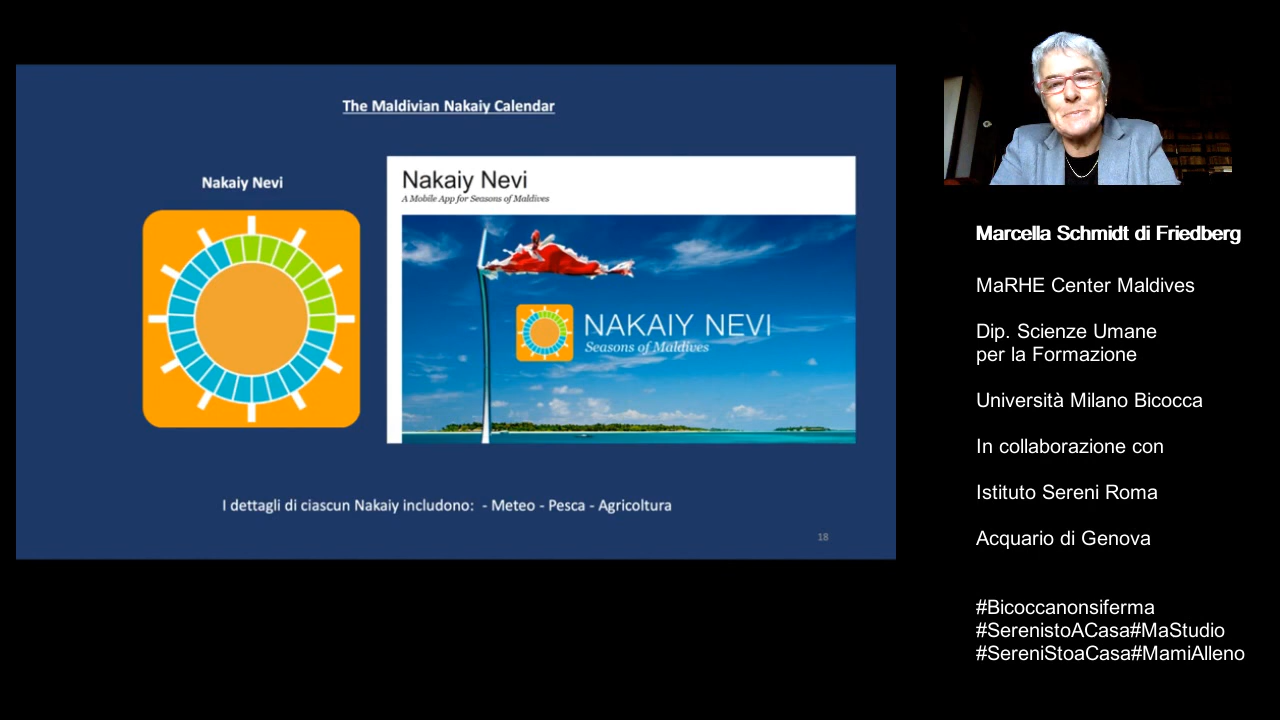 The Maldivian Nakaiy Calendar
Nakaiy Nevi
Nakaiy Nevi
A Mobile App for Seasons of Maldives
NAKAIY NEVI
Seasons of Maldives
I dettagli di ciascun Nakaiy includono: - Meteo - Pesca - Agricoltura
18
Marcella Schmidt di Friedberg
MaRHE Center Maldives
Dip. Scienze Umane
per la Formazione
Università Milano Bicocca
In collaborazione con
Istituto Sereni Roma
Acquario di Genova
#Bicoccanonsiferma
#SerenistoACasa#MaStudio
#SereniStoaCasa#MamiAlleno